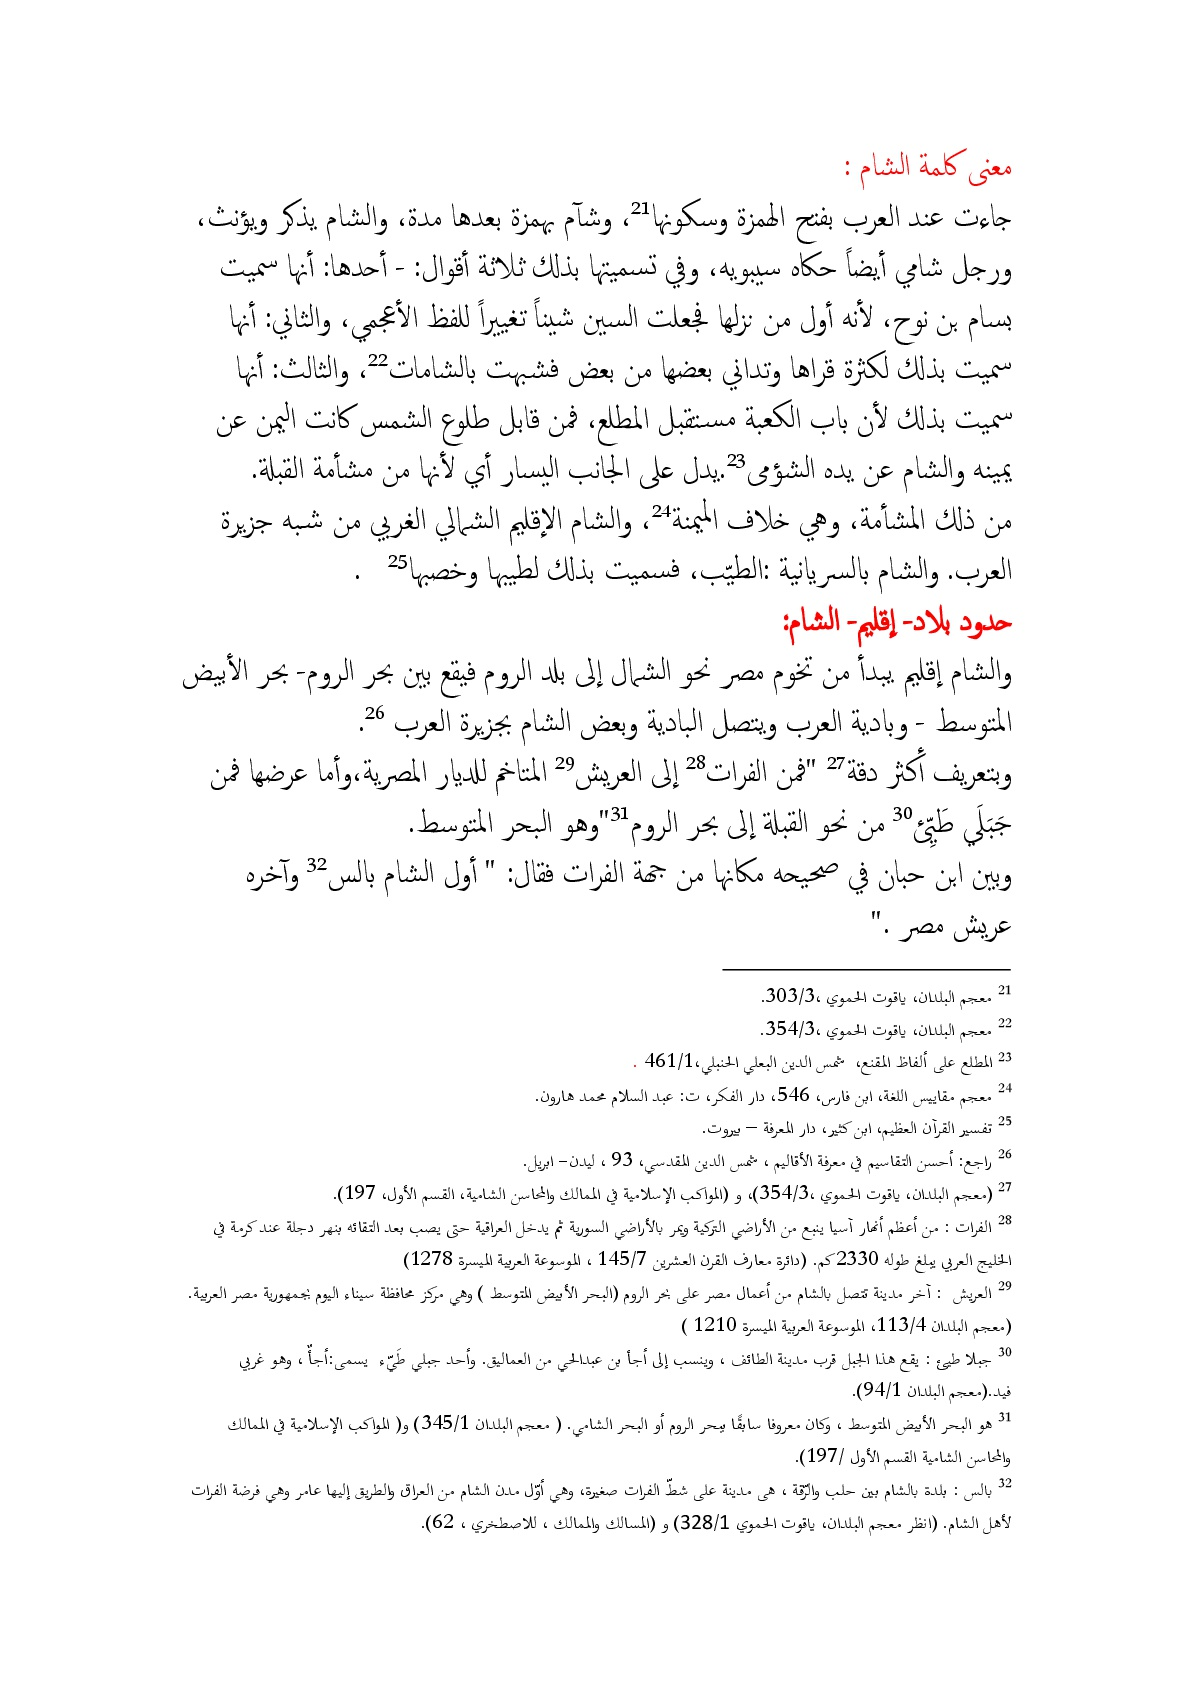 معنى كلمة الشام :
جاءت عند العرب بفتح الهمزة وسكونها21، وشآم بهمزة بعدها مدة، والشام يذكر ويؤنث،
ورجل شامي أيضاً حكاه سيبويه، وفي تسميتها بذلك ثلاثة أقوال: - أحدها: أنها سميت
بسام بن نوح، لأنه أول من نزلها فجعلت السين شيناً تغييراً للفظ الأعجمي، والثاني: أنها
سميت بذلك لكثرة قراها وتداني بعضها من بعض فشبهت بالشامات22، والثالث: أنها
سميت بذلك لأن باب الكعبة مستقبل المطلع، فمن قابل طلوع الشمس كانت اليمن عن
يمينه والشام عن يده الشؤمى23.يدل على الجانب اليسار أي لأنها من مشأمة القبلة.
من ذلك المشأمة، وهي خلاف الميمنة24، والشام الإقليم الشمالي الغربي من شبه جزيرة
العرب. والشام بالسريانية :الطيّب، فسميت بذلك لطيبها وخصبها25 .
حدود بلاد- إقليم- الشام:
والشام إقليم يبدأ من تخوم مصر نحو الشمال إلى بلد الروم فيقع بين بحر الروم- بحر الأبيض
المتوسط - وبادية العرب ويتصل البادية وبعض الشام بجزيرة العرب 26.
وبتعريف أكثر دقة27 "فمن الفرات28 إلى العريش29 المتاخم للديار المصرية،وأما عرضها فمن
جَبَلَي طَيِّئ30 من نحو القبلة إلى بحر الروم31"وهو البحر المتوسط.
وبين ابن حبان في صحيحه مكانها من جهة الفرات فقال: " أول الشام بالس32 وآخره
عريش مصر ."
21 معجم البلدان، ياقوت الحموي ،303/3.
22 معجم البلدان، ياقوت الحموي ،354/3.
23 المطلع على ألفاظ المقنع، شمس الدين البعلي الحنبلي،461/1 .
24 معجم مقاييس اللغة، ابن فارس، 546، دار الفكر، ت: عبد السلام محمد هارون.
25 تفسير القرآن العظيم، ابن كثير، دار المعرفة – بيروت.
26 راجع: أحسن التقاسيم في معرفة الأقاليم ، شمس الدين المقدسي، 93 ، ليدن- ابريل.
27 (معجم البلدان، ياقوت الحموي ،354/3)، و (المواكب الإسلامية في الممالك والمحاسن الشامية، القسم الأول، 197).
28 الفرات : من أعظم أنهار آسيا ينبع من الأراضي التركية ويمر بالأراضي السورية ثم يدخل العراقية حتى يصب بعد التقائه بنهر دجلة عند كرمة في
الخليج العربي يبلغ طوله 2330كم. (دائرة معارف القرن العشرين 145/7 ، الموسوعة العربية الميسرة 1278)
29 العريش : آخر مدينة تتصل بالشام من أعمال مصر على بحر الروم (البحر الأبيض المتوسط ) وهي مركز محافظة سيناء اليوم بجمهورية مصر العربية.
(معجم البلدان 113/4، الموسوعة العربية الميسرة 1210 )
30 جبلا طيئ : يقع هذا الجبل قرب مدينة الطائف ، وينسب إلى أجأ بن عبدالحي من العماليق. وأحد جبلي طَيّء يسمى:أجأٌ ، وهو غربي
فيد.(معجم البلدان 94/1).
31 هو البحر الأبيض المتوسط ، وكان معروفا سابقًا ببحر الروم أو البحر الشامي. ( معجم البلدان 345/1) و( المواكب الإسلامية في الممالك
والمحاسن الشامية القسم الأول /197).
32 بالس : بلدة بالشام بين حلب والرّقة ، هى مدينة على شطّ الفرات صغيرة، وهي أوّل مدن الشام من العراق والطريق إليها عامر وهي فرضة الفرات
لأهل الشام. (انظر معجم البلدان، ياقوت الحموي 328/1) و (المسالك والممالك ، للاصطخري ، 62).